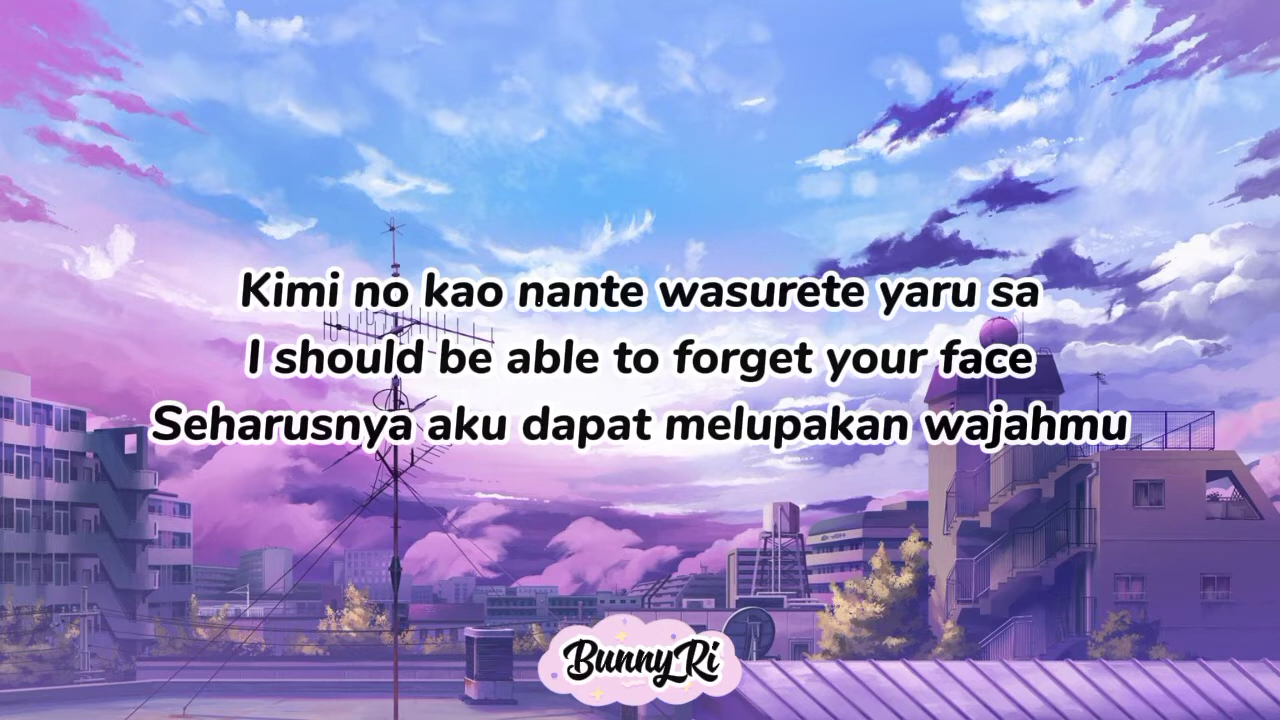 Kimi no kao nante wasurete yaru sa
I should be able to forget your face
Seharusnya aku dapat melupakan wajahmu
BunnyRi